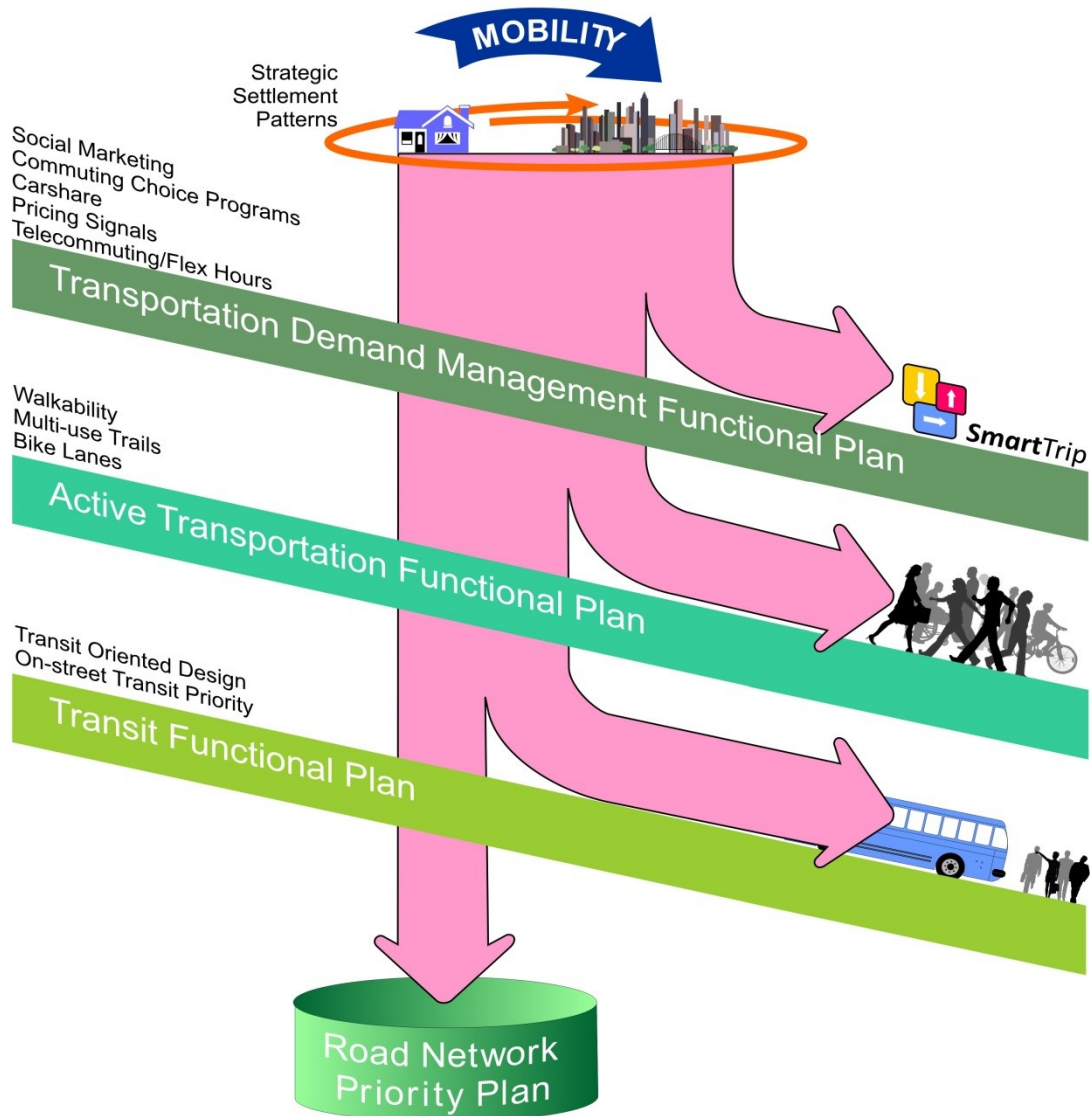 MOBILITY
Strategic
Settlement
Patterns
Social Marketing
Commuting Choice Programs
Carshare
Pricing Signals
Telecommuting/Flex Hours
Transportation Demand Management Functional Plan
SmartTrip
Walkability
Multi-use Trails
Bike Lanes
Active Transportation Functional Plan
Transit Oriented Design
On-street Transit Priority
Transit Functional Plan
Road Network
Priority Plan